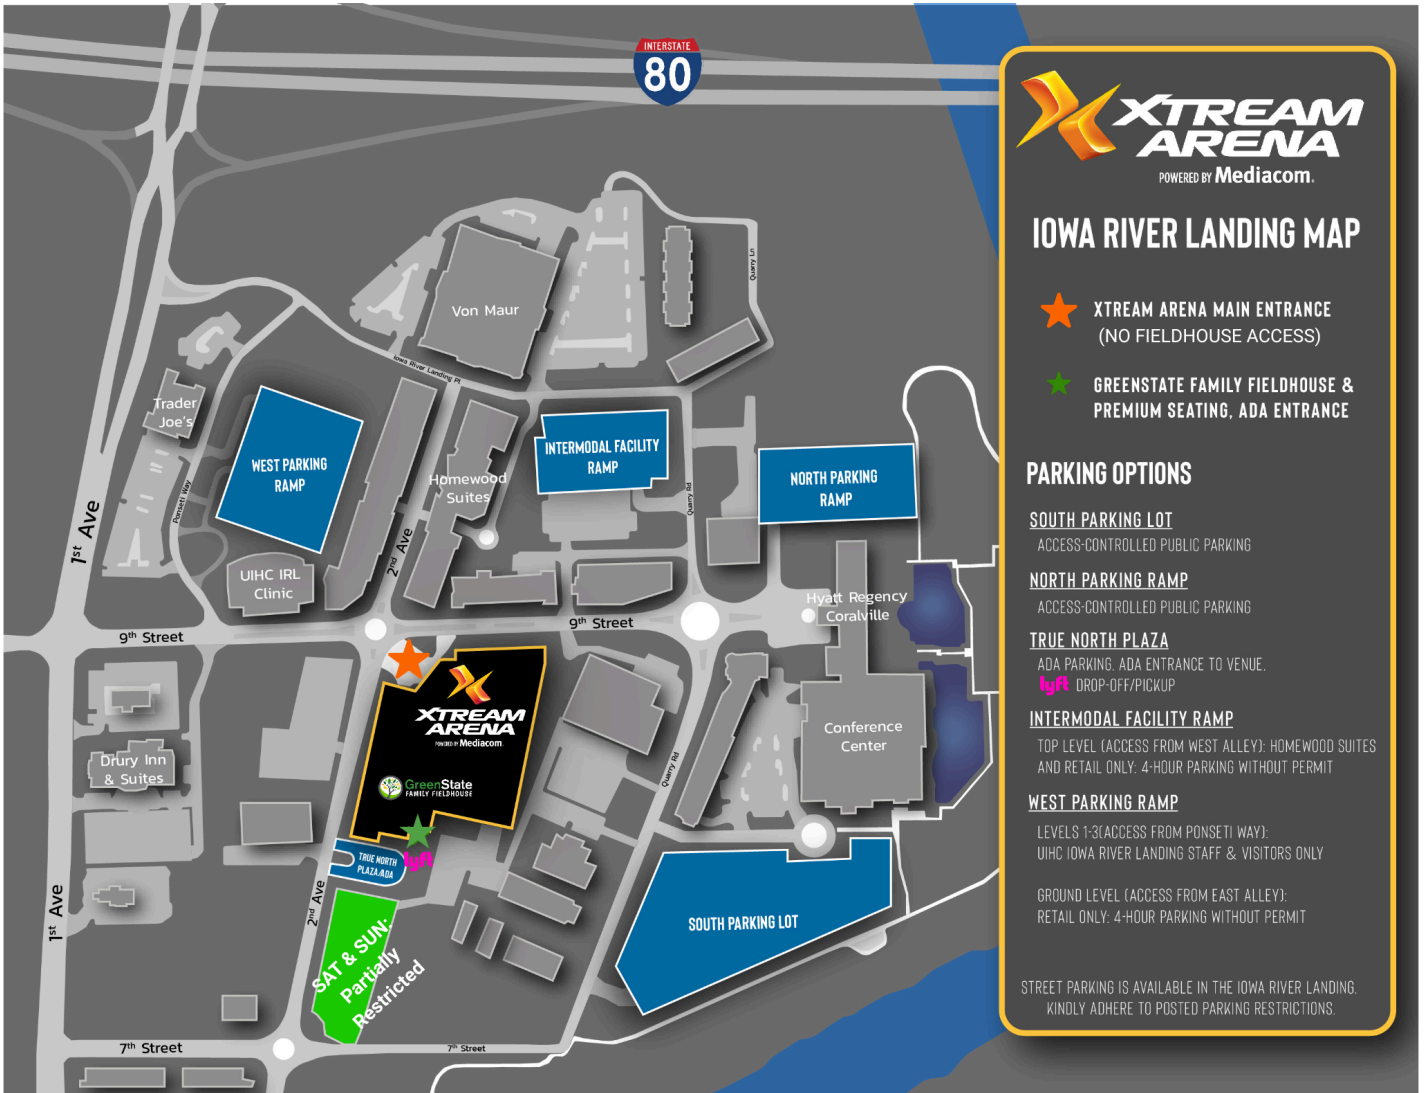 INTERSTATE
80
Quarry Ln
Von Maur
Iowa River Landing Pl
Trader
Joe's
WEST PARKING
RAMP
Ponseti Way
1st Ave
Homewood
Suites
INTERMODAL FACILITY
RAMP
Quarry Rd
NORTH PARKING
RAMP
2nd Ave
UIHC IRL
Clinic
Hyatt Regency
Coralville
9th Street
9th Street
XTREAM
ARENA
POWERED BY Mediacom
GreenState
FAMILY FIELDHOUSE
Conference
Center
Quarry Rd
Drury Inn
& Suites
lyft
TRUE NORTH
PLAZA/ADA
1st Ave
2nd Ave
SAT & SUN:
Partially
Restricted
SOUTH PARKING LOT
7th Street
7th Street
XTREAM
ARENA
POWERED BY Mediacom.
IOWA RIVER LANDING MAP
XTREAM ARENA MAIN ENTRANCE
(NO FIELDHOUSE ACCESS)
GREENSTATE FAMILY FIELDHOUSE &
PREMIUM SEATING, ADA ENTRANCE
PARKING OPTIONS
SOUTH PARKING LOT
ACCESS-CONTROLLED PUBLIC PARKING
NORTH PARKING RAMP
ACCESS-CONTROLLED PUBLIC PARKING
TRUE NORTH PLAZA
ADA PARKING, ADA ENTRANCE TO VENUE,
lyft DROP-OFF/PICKUP
INTERMODAL FACILITY RAMP
TOP LEVEL (ACCESS FROM WEST ALLEY): HOMEWOOD SUITES
AND RETAIL ONLY: 4-HOUR PARKING WITHOUT PERMIT
WEST PARKING RAMP
LEVELS 1-3(ACCESS FROM PONSETI WAY):
UIHC IOWA RIVER LANDING STAFF & VISITORS ONLY
GROUND LEVEL (ACCESS FROM EAST ALLEY):
RETAIL ONLY: 4-HOUR PARKING WITHOUT PERMIT
STREET PARKING IS AVAILABLE IN THE IOWA RIVER LANDING.
KINDLY ADHERE TO POSTED PARKING RESTRICTIONS.